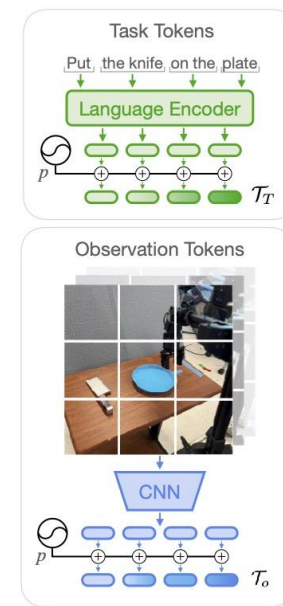 Task Tokens
Put the knife on the plate
Language Encoder
p
𝒯_T
Observation Tokens
CNN
p
𝒯_o